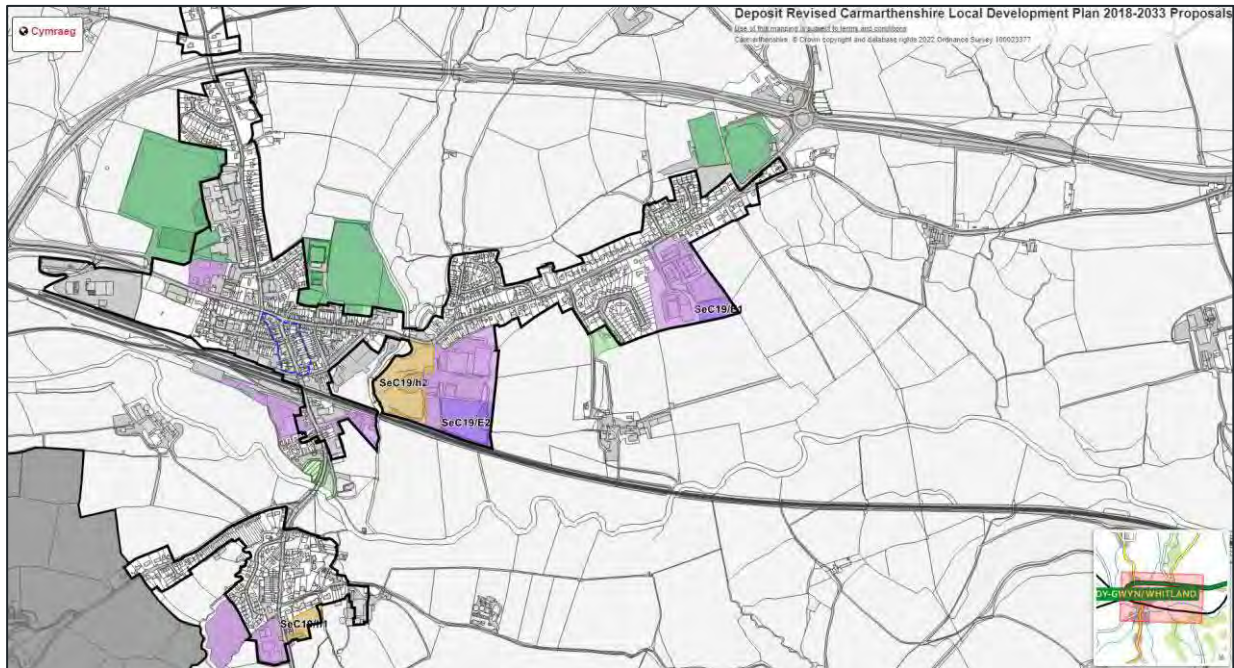 Cymraeg
Deposit Revised Carmarthenshire Local Development Plan 2018-2033 Proposals
Use of this mapping is subject to terms and conditions
Carmarthenshire. © Crown copyright and database rights 2022 Ordnance Survey 100023377
SeC19/E1
SeC19/h2
SeC19/E2
SeC19/h1
DY-GWYN/WHITLAND